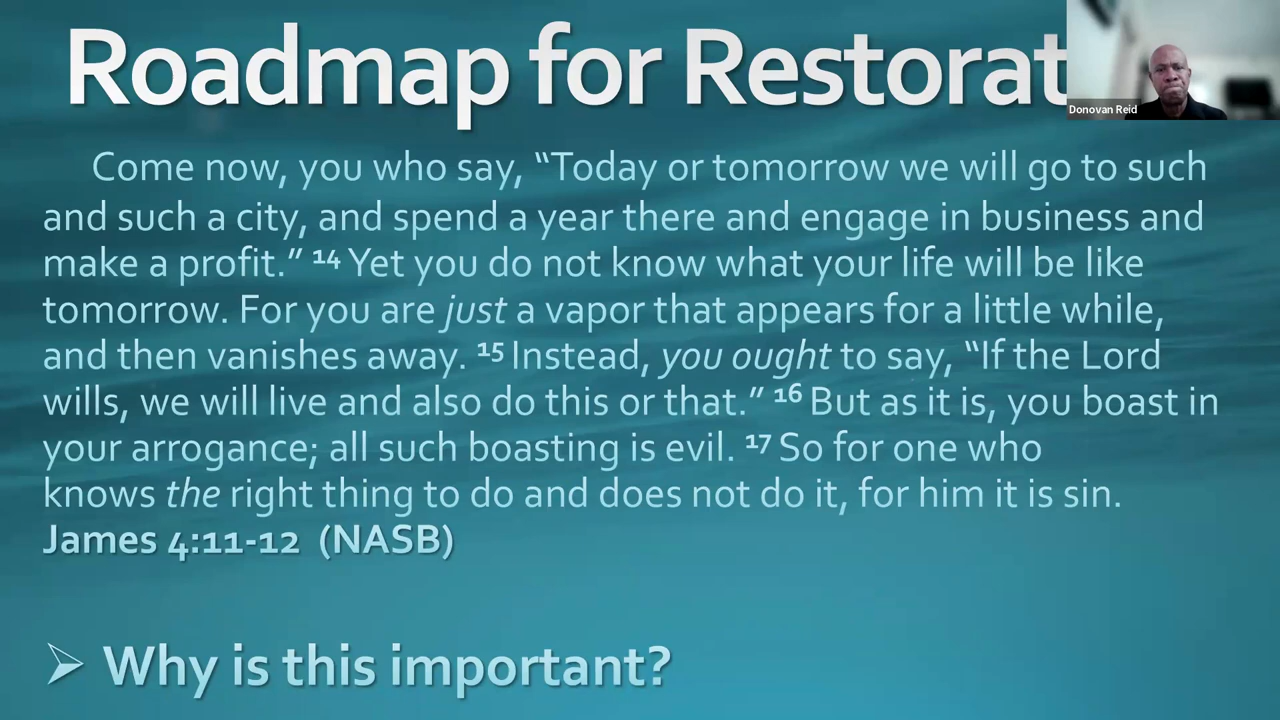 Roadmap for Restorat
Donovan Reid
Come now, you who say, “Today or tomorrow we will go to such
and such a city, and spend a year there and engage in business and
make a profit.” 14 Yet you do not know what your life will be like
tomorrow. For you are just a vapor that appears for a little while,
and then vanishes away. 15 Instead, you ought to say, “If the Lord
wills, we will live and also do this or that.” 16 But as it is, you boast in
your arrogance; all such boasting is evil. 17 So for one who
knows the right thing to do and does not do it, for him it is sin.
James 4:11-12 (NASB)
➢ Why is this important?